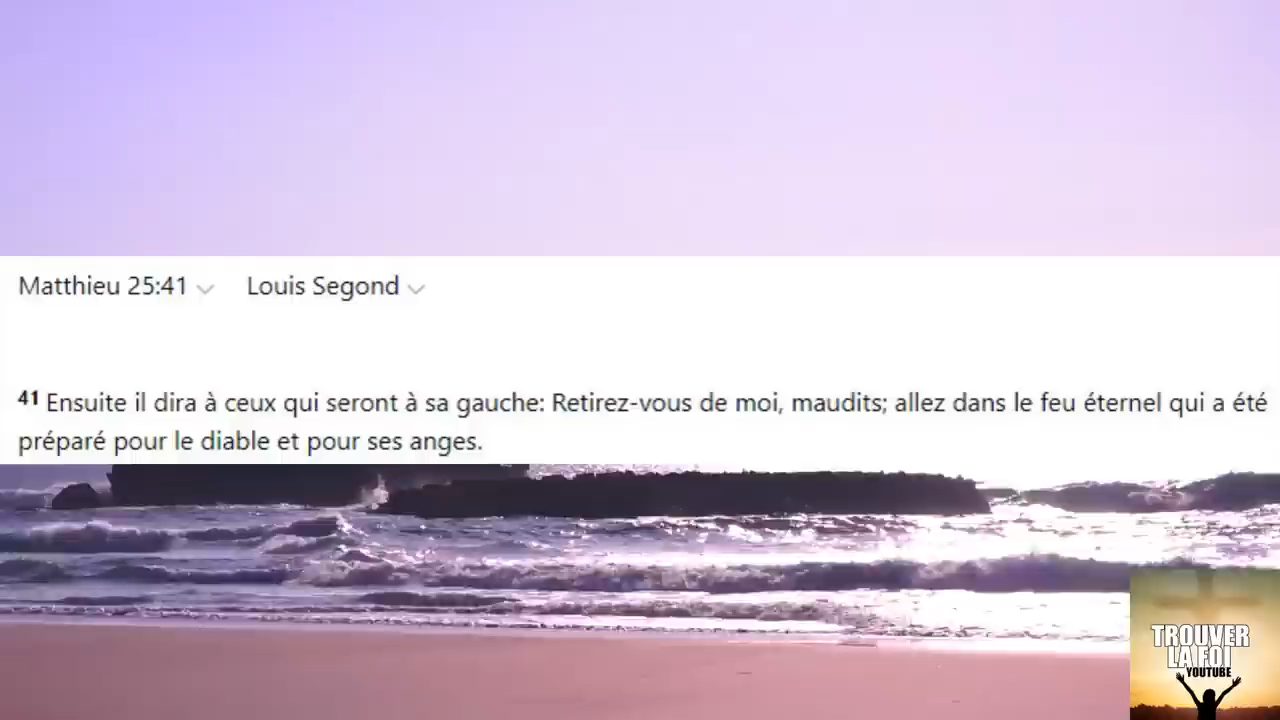 Matthieu 25:41 Louis Segond
41 Ensuite il dira à ceux qui seront à sa gauche: Retirez-vous de moi, maudits; allez dans le feu éternel qui a été
préparé pour le diable et pour ses anges.
TROUVER
LA FOI
YOUTUBE